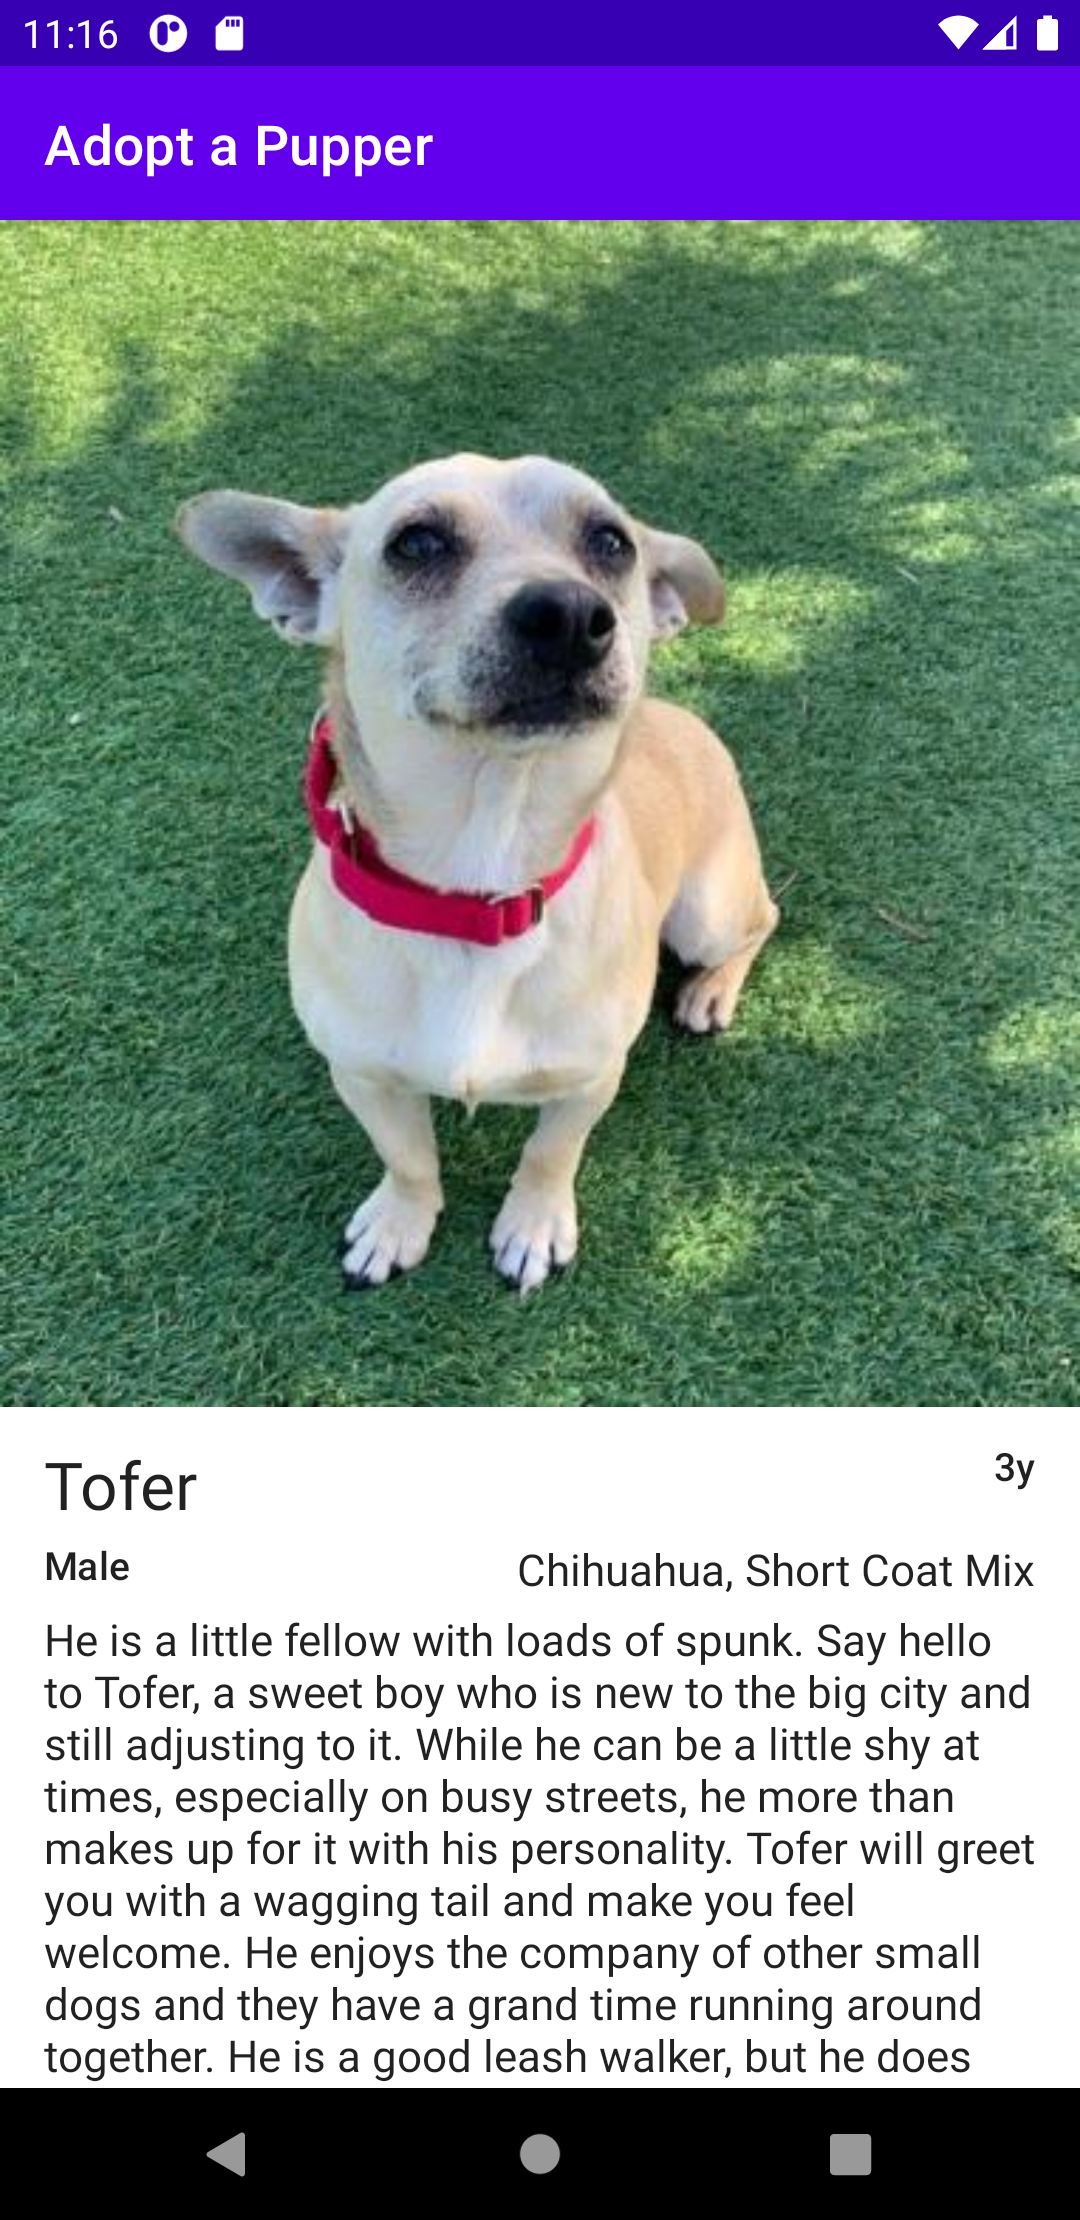 11:16
Adopt a Pupper
Tofer
3y
Male
Chihuahua, Short Coat Mix
He is a little fellow with loads of spunk. Say hello
to Tofer, a sweet boy who is new to the big city and
still adjusting to it. While he can be a little shy at
times, especially on busy streets, he more than
makes up for it with his personality. Tofer will greet
you with a wagging tail and make you feel
welcome. He enjoys the company of other small
dogs and they have a grand time running around
together. He is a good leash walker, but he does